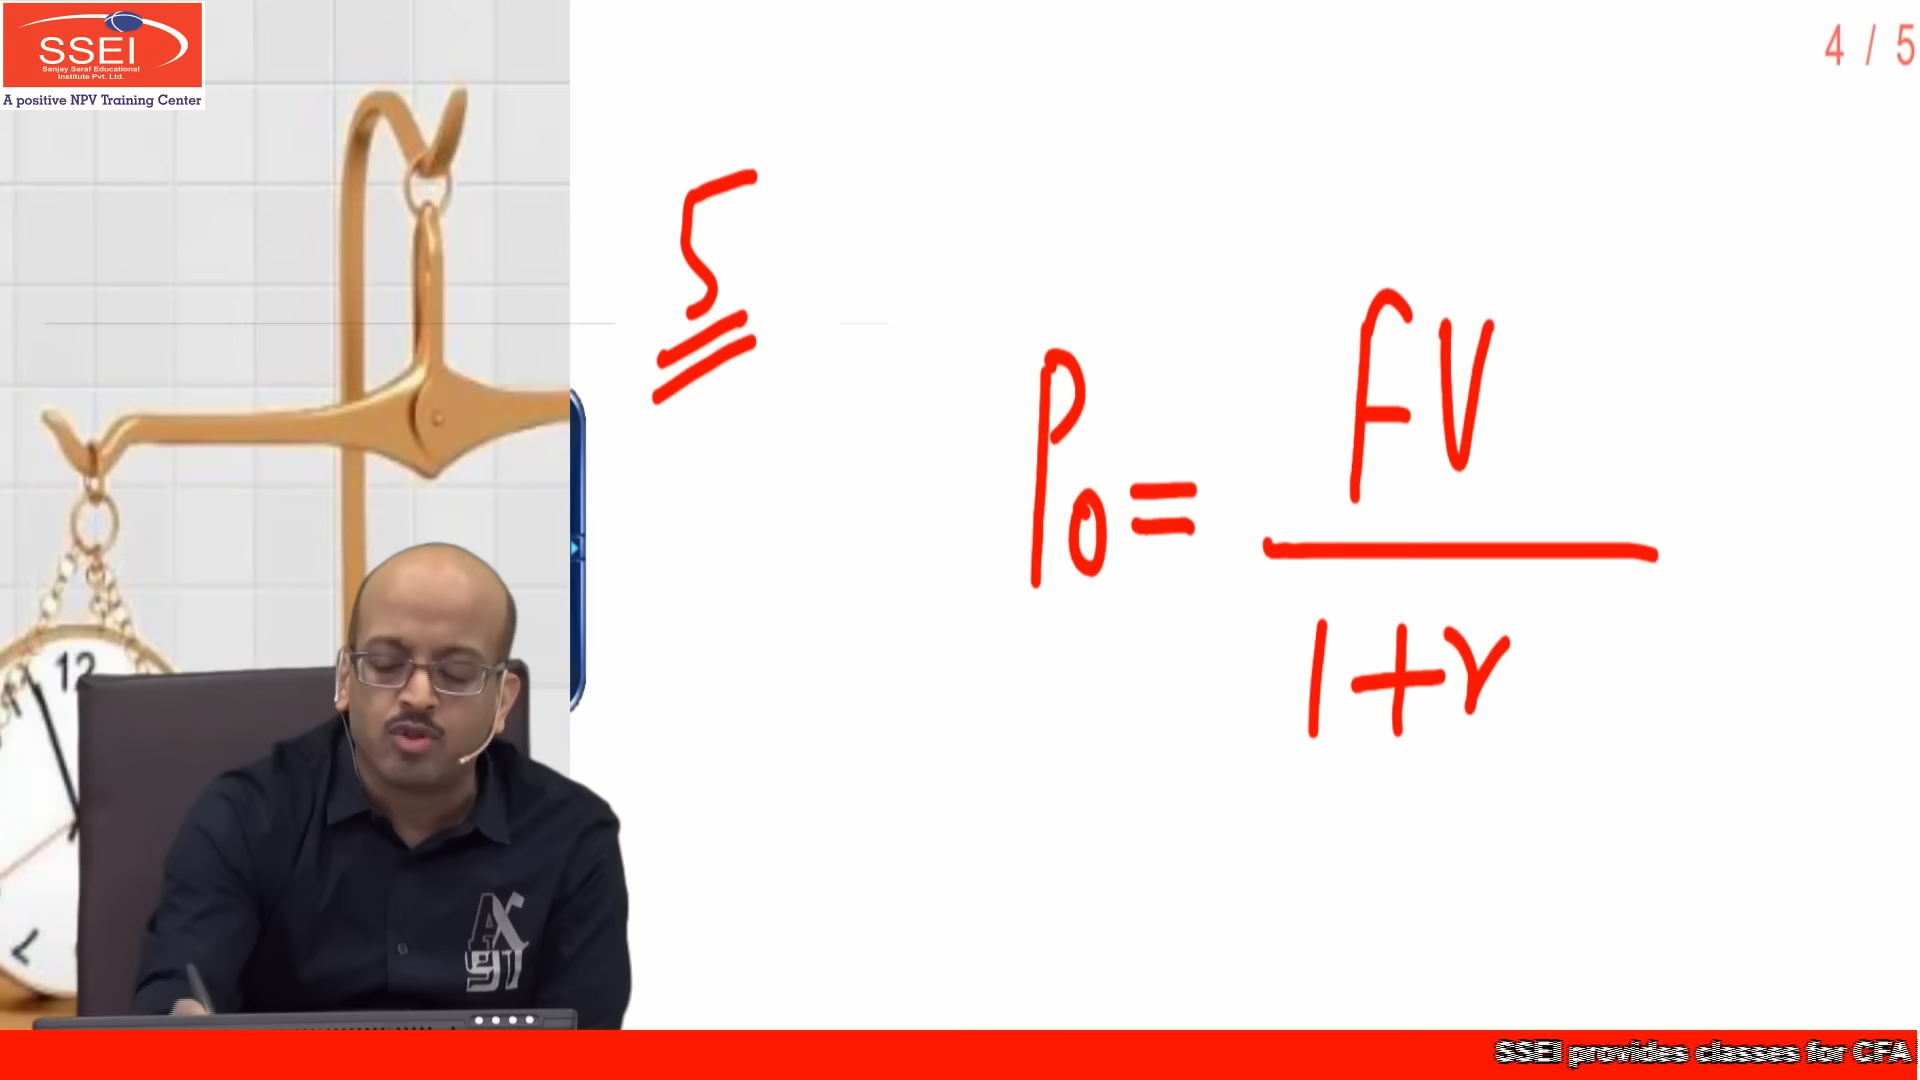 SSEI
Sanjay Saraf Educational
Institute Pvt. Ltd.
A positive NPV Training Center
4 / 5
5
P0 = FV
1+r
12
SSEI provides classes for CFA